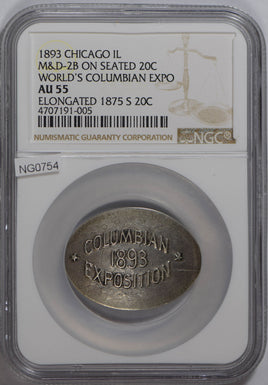 1893 CHICAGO IL
M&D-2B ON SEATED 20C
WORLD'S COLUMBIAN EXPO
AU 55
ELONGATED 1875 S 20C
4707191-005
NUMISMATIC GUARANTY CORPORATION
NGC
NG0754
COLUMBIAN
1893
EXPOSITION